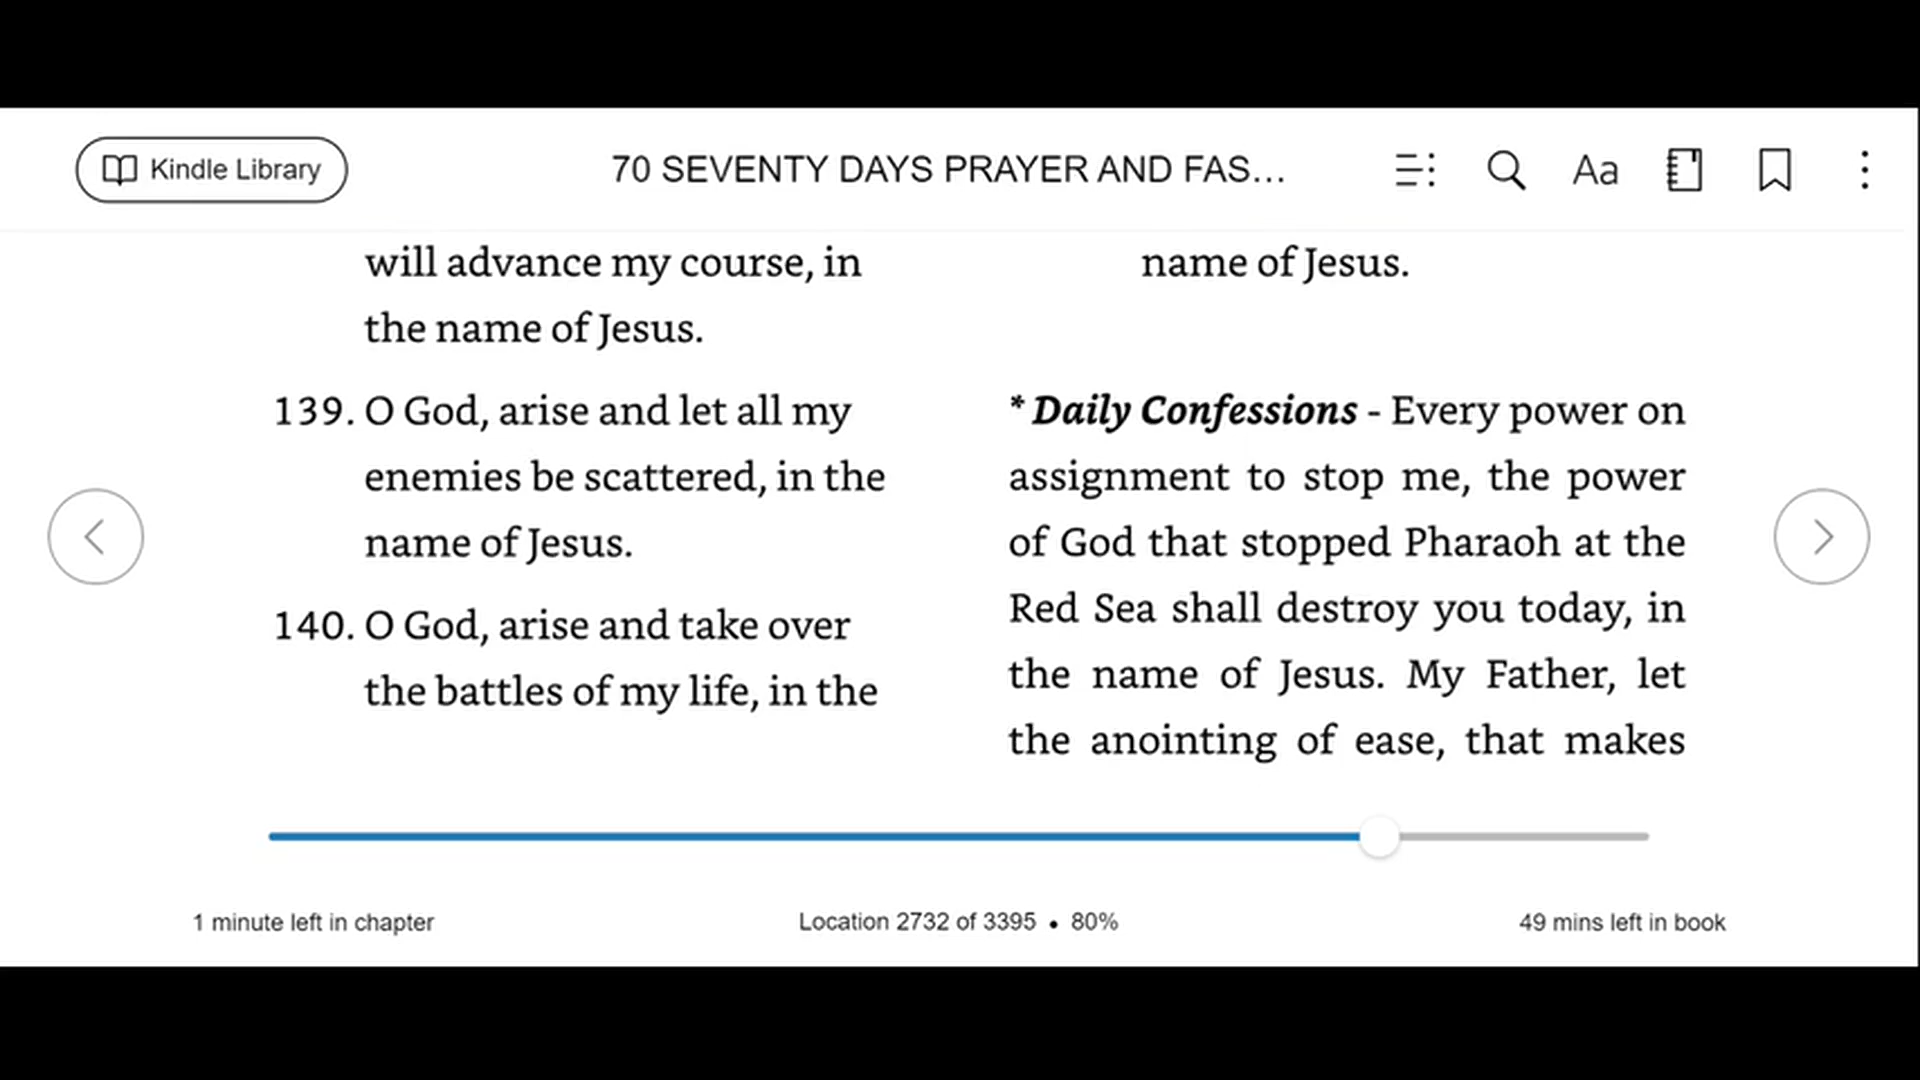 Kindle Library
70 SEVENTY DAYS PRAYER AND FAS...
Aa
will advance my course, in
the name of Jesus.
139. O God, arise and let all my
enemies be scattered, in the
name of Jesus.
140. O God, arise and take over
the battles of my life, in the
name of Jesus.
* Daily Confessions - Every power on
assignment to stop me, the power
of God that stopped Pharaoh at the
Red Sea shall destroy you today, in
the name of Jesus. My Father, let
the anointing of ease, that makes
1 minute left in chapter
Location 2732 of 3395 • 80%
49 mins left in book